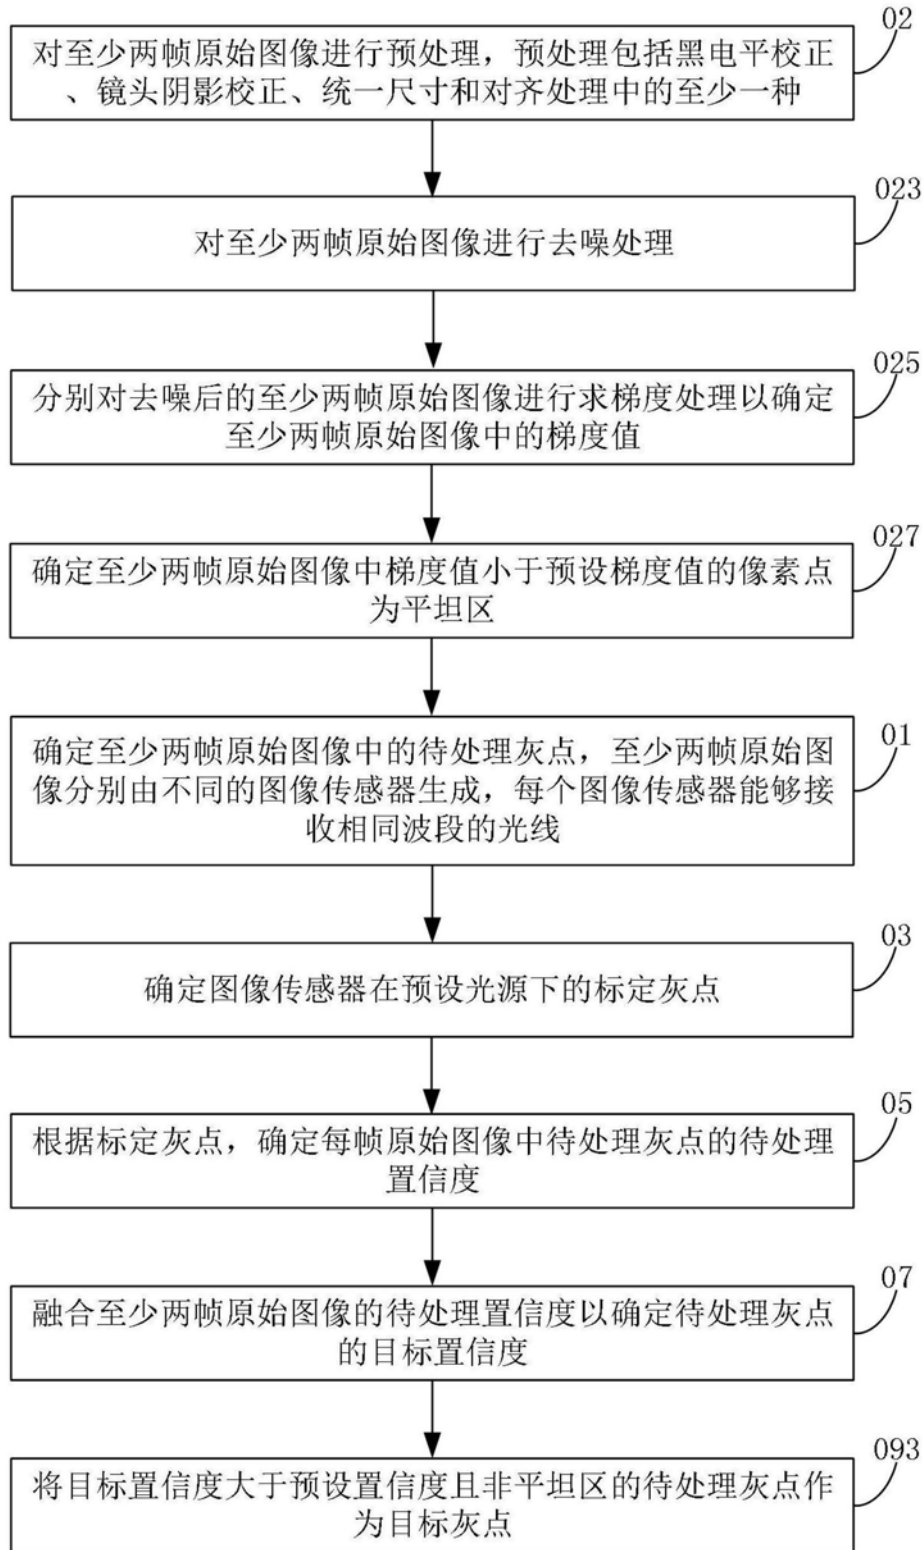 02
对至少两帧原始图像进行预处理，预处理包括黑电平校正
、镜头阴影校正、统一尺寸和对齐处理中的至少一种
023
对至少两帧原始图像进行去噪处理
025
分别对去噪后的至少两帧原始图像进行求梯度处理以确定
至少两帧原始图像中的梯度值
027
确定至少两帧原始图像中梯度值小于预设梯度值的像素点
为平坦区
01
确定至少两帧原始图像中的待处理灰点，至少两帧原始图
像分别由不同的图像传感器生成，每个图像传感器能够接
收相同波段的光线
03
确定图像传感器在预设光源下的标定灰点
05
根据标定灰点，确定每帧原始图像中待处理灰点的待处理
置信度
07
融合至少两帧原始图像的待处理置信度以确定待处理灰点
的目标置信度
093
将目标置信度大于预设置信度且非平坦区的待处理灰点作
为目标灰点